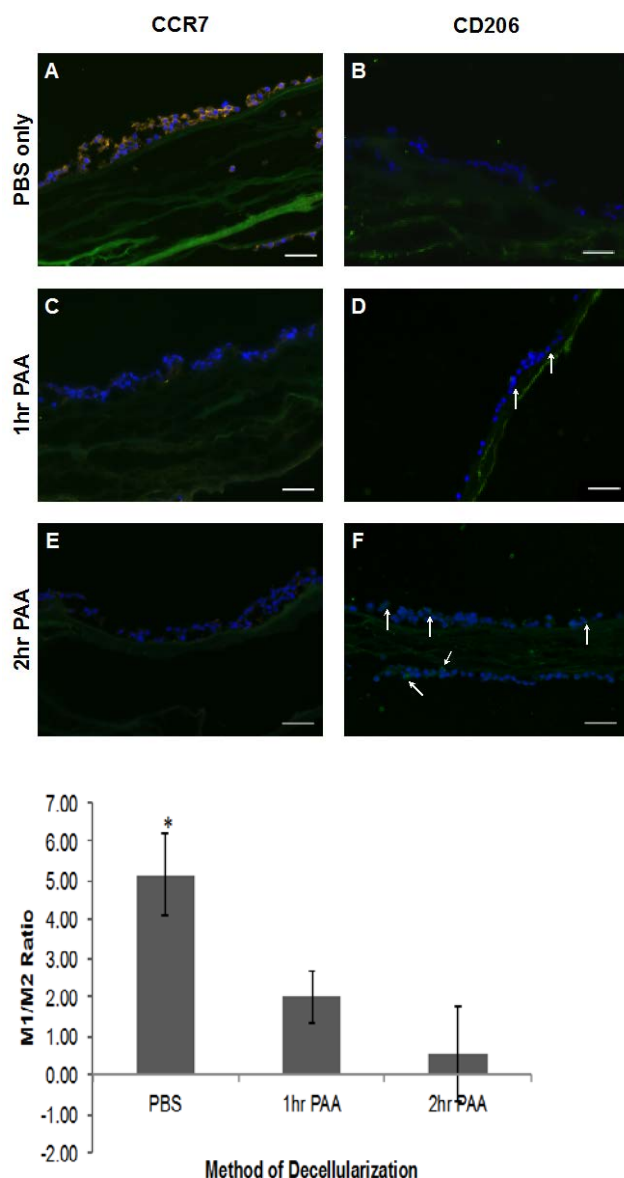 CCR7
CD206
PBS only
A
B
1hr PAA
C
D
2hr PAA
E
F
M1/M2 Ratio
7.00
6.00
5.00
4.00
3.00
2.00
1.00
0.00
-1.00
-2.00
*
PBS
1hr PAA
2hr PAA
Method of Decellularization